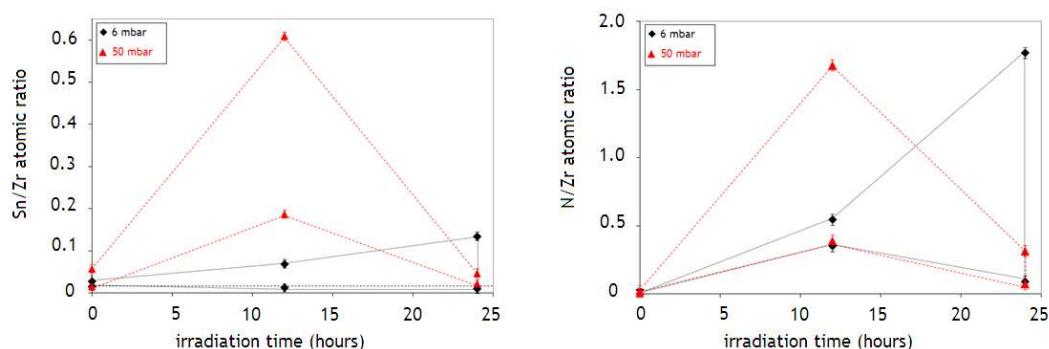 6 mbar
50 mbar
Sn/Zr atomic ratio
0.6
0.5
0.4
0.3
0.2
0.1
0
0 5 10 15 20 25
irradiation time (hours)
6 mbar
50 mbar
N/Zr atomic ratio
2.0
1.5
1.0
0.5
0.0
0 5 10 15 20 25
irradiation time (hours)